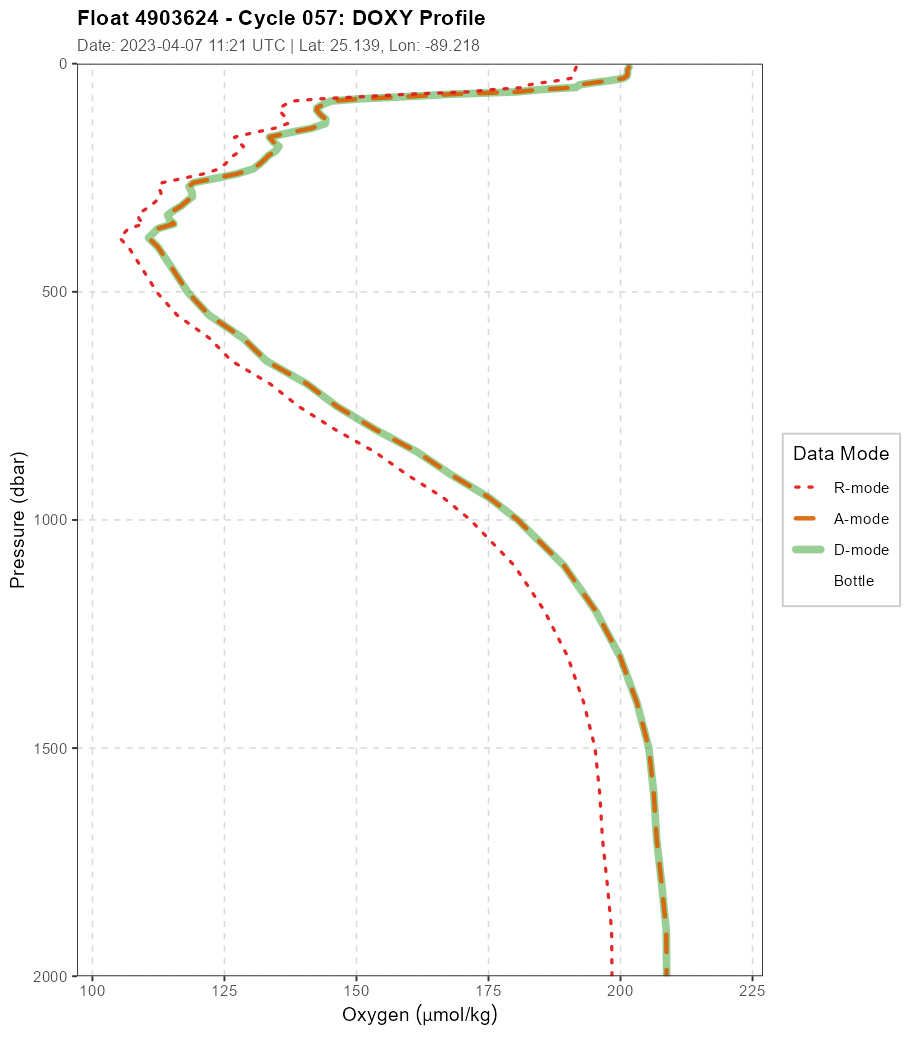 Float 4903624 - Cycle 057: DOXY Profile
Date: 2023-04-07 11:21 UTC | Lat: 25.139, Lon: -89.218
0
500
1000
1500
2000
Pressure (dbar)
100 125 150 175 200 225
Oxygen (μmol/kg)
Data Mode
R-mode
A-mode
D-mode
Bottle